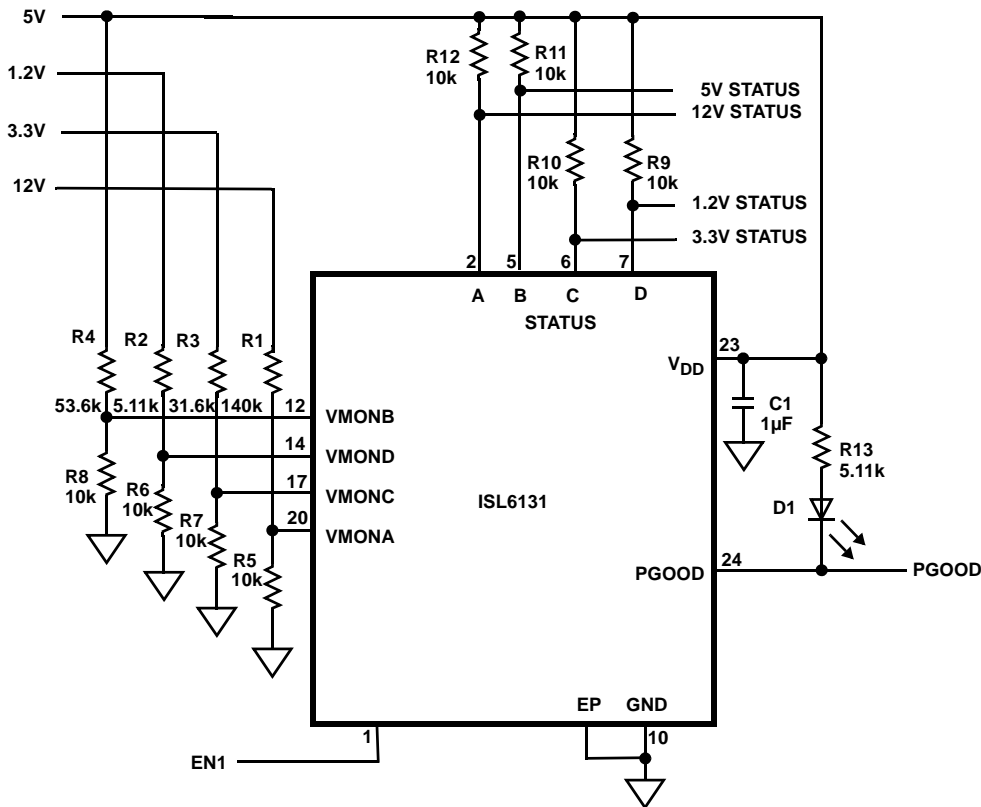 5V
1.2V
3.3V
12V
R12
10k
R11
10k
5V STATUS
12V STATUS
R10
10k
R9
10k
1.2V STATUS
3.3V STATUS
2
5
6
7
A
B
C
D
STATUS
R4
R2
R3
R1
53.6k
5.11k
31.6k
140k
12
VMONB
14
VMOND
17
VMONC
20
VMONA
R8
10k
R6
10k
R7
10k
R5
10k
ISL6131
23
VDD
C1
1µF
R13
5.11k
D1
24
PGOOD
PGOOD
EP
GND
1
10
EN1